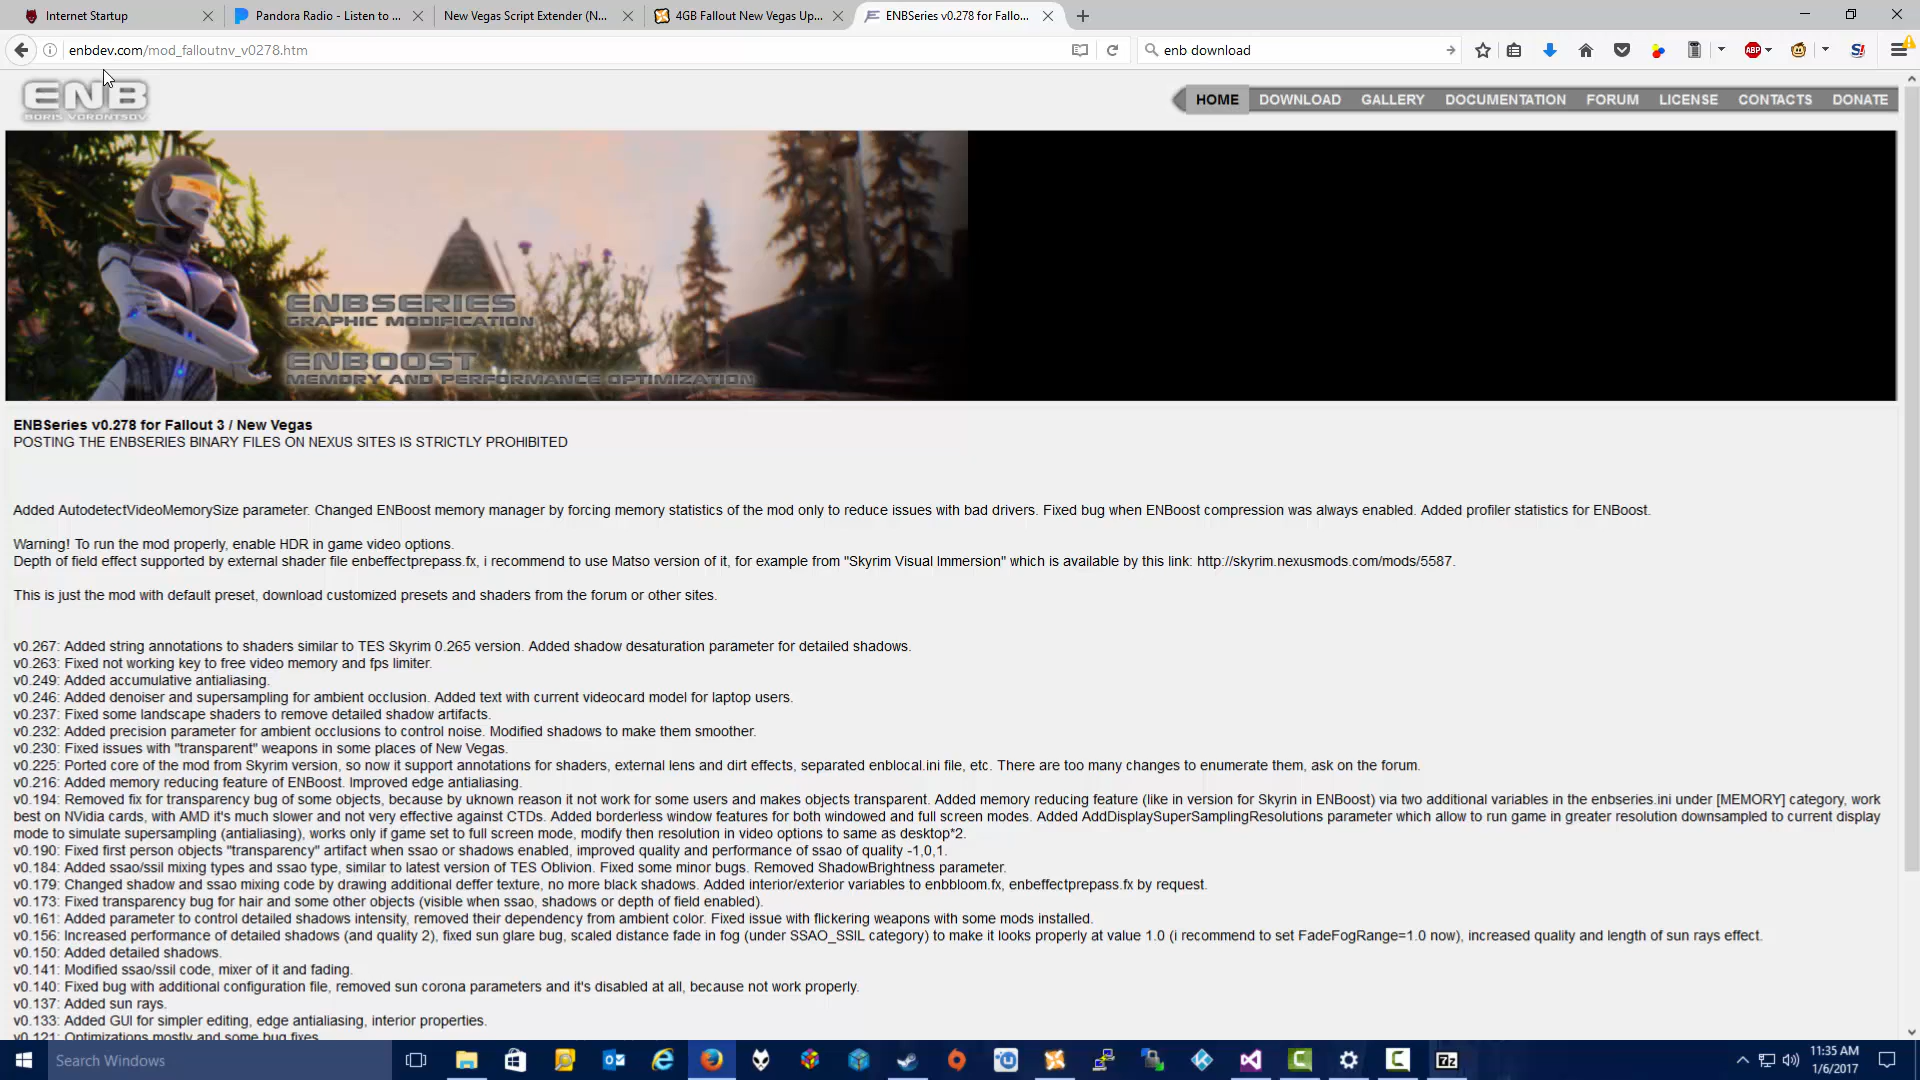 Internet Startup
Pandora Radio - Listen to ...
New Vegas Script Extender (N...
4GB Fallout New Vegas Up...
ENBSeries v0.278 for Fallo...
enbdev.com/mod_falloutnv_v0278.htm
enb download
ABP
ENB
BORIS VORONTSOV
HOME
DOWNLOAD
GALLERY
DOCUMENTATION
FORUM
LICENSE
CONTACTS
DONATE
ENBSERIES
GRAPHIC MODIFICATION
ENBOOST
MEMORY AND PERFORMANCE OPTIMIZATION
ENBSeries v0.278 for Fallout 3 / New Vegas
POSTING THE ENBSERIES BINARY FILES ON NEXUS SITES IS STRICTLY PROHIBITED
Added AutodetectVideoMemorySize parameter. Changed ENBoost memory manager by forcing memory statistics of the mod only to reduce issues with bad drivers. Fixed bug when ENBoost compression was always enabled. Added profiler statistics for ENBoost.
Warning! To run the mod properly, enable HDR in game video options.
Depth of field effect supported by external shader file enbeffectprepass.fx, i recommend to use Matso version of it, for example from "Skyrim Visual Immersion" which is available by this link: http://skyrim.nexusmods.com/mods/5587.
This is just the mod with default preset, download customized presets and shaders from the forum or other sites.
v0.267: Added string annotations to shaders similar to TES Skyrim 0.265 version. Added shadow desaturation parameter for detailed shadows.
v0.263: Fixed not working key to free video memory and fps limiter.
v0.249: Added accumulative antialiasing.
v0.246: Added denoiser and supersampling for ambient occlusion. Added text with current videocard model for laptop users.
v0.237: Fixed some landscape shaders to remove detailed shadow artifacts.
v0.232: Added precision parameter for ambient occlusions to control noise. Modified shadows to make them smoother.
v0.230: Fixed issues with "transparent" weapons in some places of New Vegas.
v0.225: Ported core of the mod from Skyrim version, so now it support annotations for shaders, external lens and dirt effects, separated enblocal.ini file, etc. There are too many changes to enumerate them, ask on the forum.
v0.216: Added memory reducing feature of ENBoost. Improved edge antialiasing.
v0.194: Removed fix for transparency bug of some objects, because by uknown reason it not work for some users and makes objects transparent. Added memory reducing feature (like in version for Skyrin in ENBoost) via two additional variables in the enbseries.ini under [MEMORY] category, work
best on NVidia cards, with AMD it's much slower and not very effective against CTDs. Added borderless window features for both windowed and full screen modes. Added AddDisplaySuperSamplingResolutions parameter which allow to run game in greater resolution downsampled to current display
mode to simulate supersampling (antialiasing), works only if game set to full screen mode, modify then resolution in video options to same as desktop*2.
v0.190: Fixed first person objects "transparency" artifact when ssao or shadows enabled, improved quality and performance of ssao of quality -1,0,1.
v0.184: Added ssao/ssil mixing types and ssao type, similar to latest version of TES Oblivion. Fixed some minor bugs. Removed ShadowBrightness parameter.
v0.179: Changed shadow and ssao mixing code by drawing additional deffer texture, no more black shadows. Added interior/exterior variables to enbbloom.fx, enbeffectprepass.fx by request.
v0.173: Fixed transparency bug for hair and some other objects (visible when ssao, shadows or depth of field enabled).
v0.161: Added parameter to control detailed shadows intensity, removed their dependency from ambient color. Fixed issue with flickering weapons with some mods installed.
v0.156: Increased performance of detailed shadows (and quality 2), fixed sun glare bug, scaled distance fade in fog (under SSAO_SSIL category) to make it looks properly at value 1.0 (i recommend to set FadeFogRange=1.0 now), increased quality and length of sun rays effect.
v0.150: Added detailed shadows.
v0.141: Modified ssao/ssil code, mixer of it and fading.
v0.140: Fixed bug with additional configuration file, removed sun corona parameters and it's disabled at all, because not work properly.
v0.137: Added sun rays.
v0.133: Added GUI for simpler editing, edge antialiasing, interior properties.
v0.121: Optimizations mostly and some bug fixes.
Search Windows
7z
11:35 AM
1/6/2017